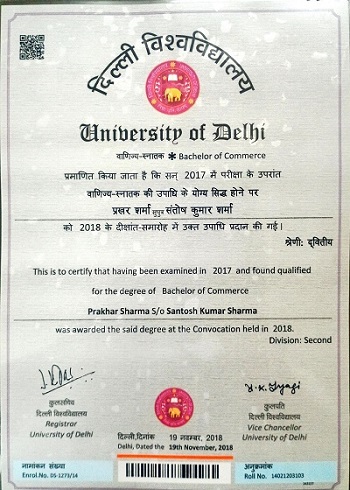 दिल्ली विश्वविद्यालय
University of Delhi
वाणिज्य-स्नातक * Bachelor of Commerce
प्रमाणित किया जाता है कि सन् 2017 में परीक्षा के उपरांत
वाणिज्य-स्नातक की उपाधि के योग्य सिद्ध होने पर
प्रखर शर्मा सुपुत्र संतोष कुमार शर्मा
को 2018 के दीक्षांत-समारोह में उक्त उपाधि प्रदान की गई।
श्रेणी: द्वितीय
This is to certify that having been examined in 2017 and found qualified
for the degree of Bachelor of Commerce
Prakhar Sharma S/o Santosh Kumar Sharma
was awarded the said degree at the Convocation held in 2018.
Division: Second
कुलसचिव
दिल्ली विश्वविद्यालय
Registrar
University of Delhi
दिल्ली,दिनांक 19 नवम्बर, 2018
Delhi, Dated the 19th November, 2018
कुलपति
दिल्ली विश्वविद्यालय
Vice Chancellor
University of Delhi
नामांकन संख्या
Enrol.No. DS-1273/14
अनुक्रमांक
Roll No. 14021203103